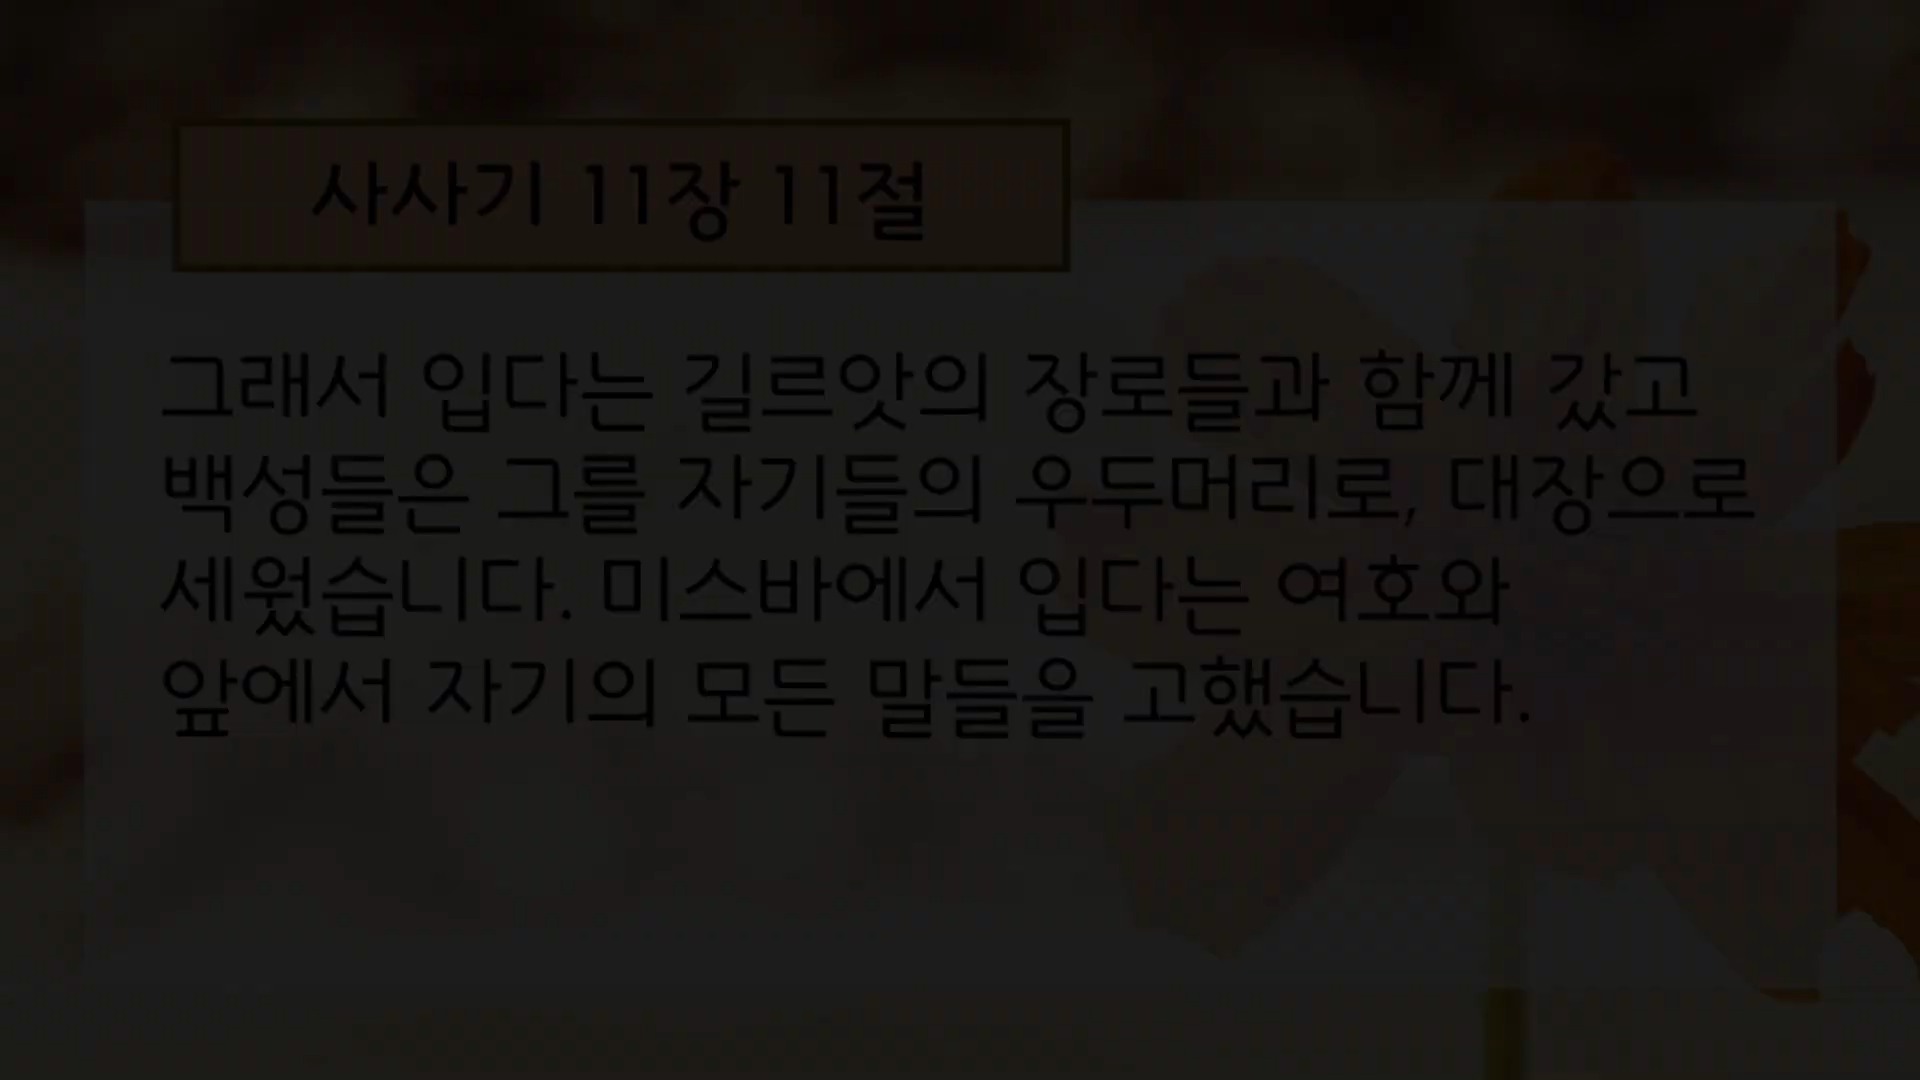 사사기 11장 11절
그래서 입다는 길르앗의 장로들과 함께 갔고
백성들은 그를 자기들의 우두머리로, 대장으로
세웠습니다. 미스바에서 입다는 여호와
앞에서 자기의 모든 말들을 고했습니다.